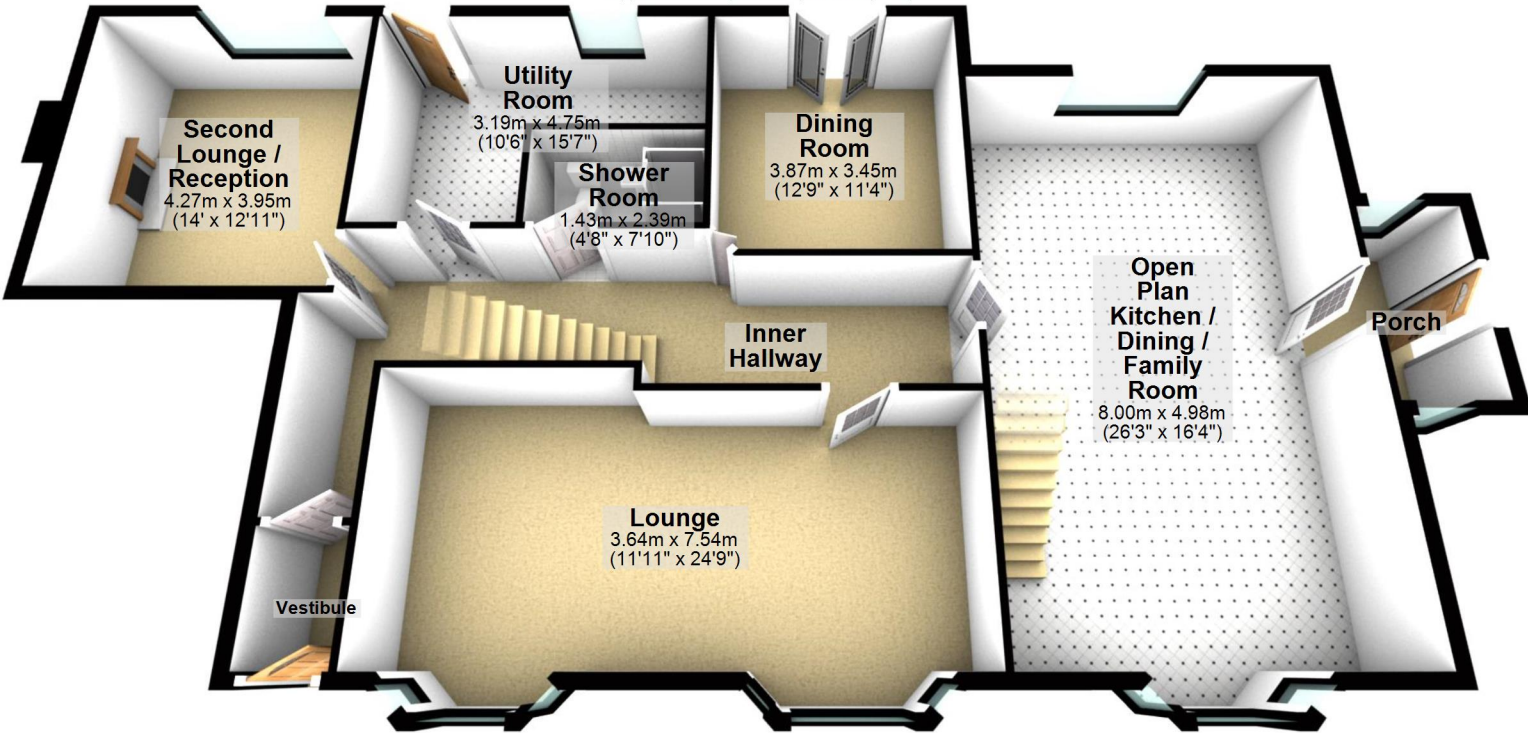 Second
Lounge /
Reception
4.27m x 3.95m
(14' x 12'11")
Utility
Room
3.19m x 4.75m
(10'6" x 15'7")
Shower
Room
1.43m x 2.39m
(4'8" x 7'10")
Dining
Room
3.87m x 3.45m
(12'9" x 11'4")
Open
Plan
Kitchen /
Dining /
Family
Room
8.00m x 4.98m
(26'3" x 16'4")
Porch
Inner
Hallway
Lounge
3.64m x 7.54m
(11'11" x 24'9")
Vestibule